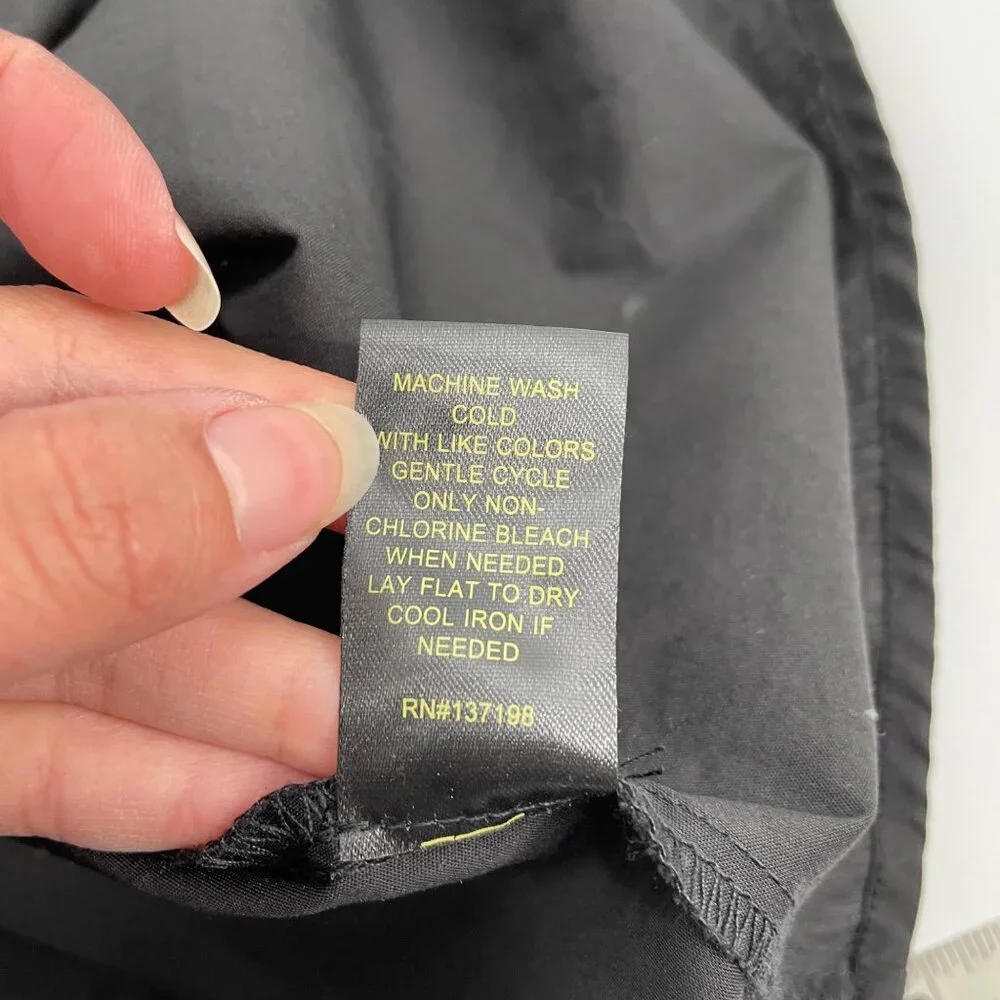 MACHINE WASH
COLD
WITH LIKE COLORS
GENTLE CYCLE
ONLY NON-
CHLORINE BLEACH
WHEN NEEDED
LAY FLAT TO DRY
COOL IRON IF
NEEDED
RN#137198